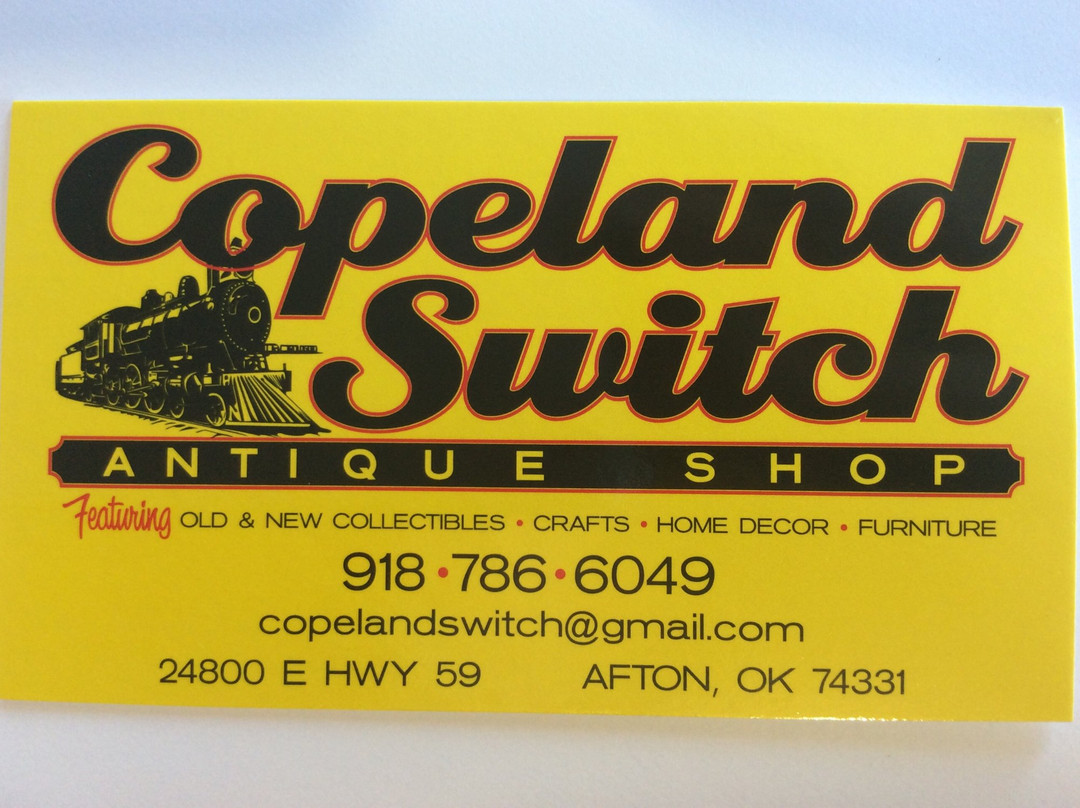 Copeland
Switch
ANTIQUE SHOP
Featuring OLD & NEW COLLECTIBLES • CRAFTS • HOME DECOR • FURNITURE
918•786•6049
copelandswitch@gmail.com
24800 E HWY 59 AFTON, OK 74331